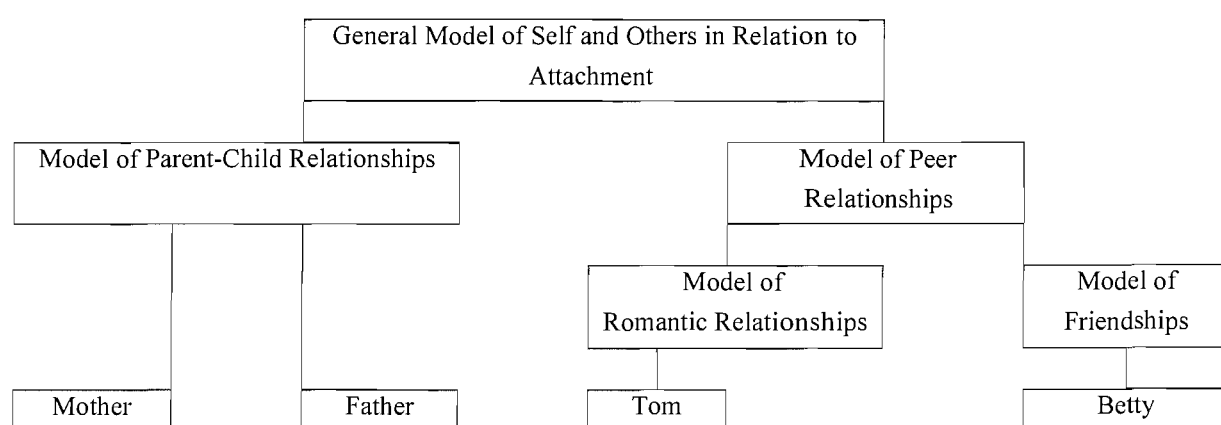 General Model of Self and Others in Relation to
Attachment
Model of Parent-Child Relationships
Model of Peer
Relationships
Model of
Romantic Relationships
Model of
Friendships
Mother
Father
Tom
Betty